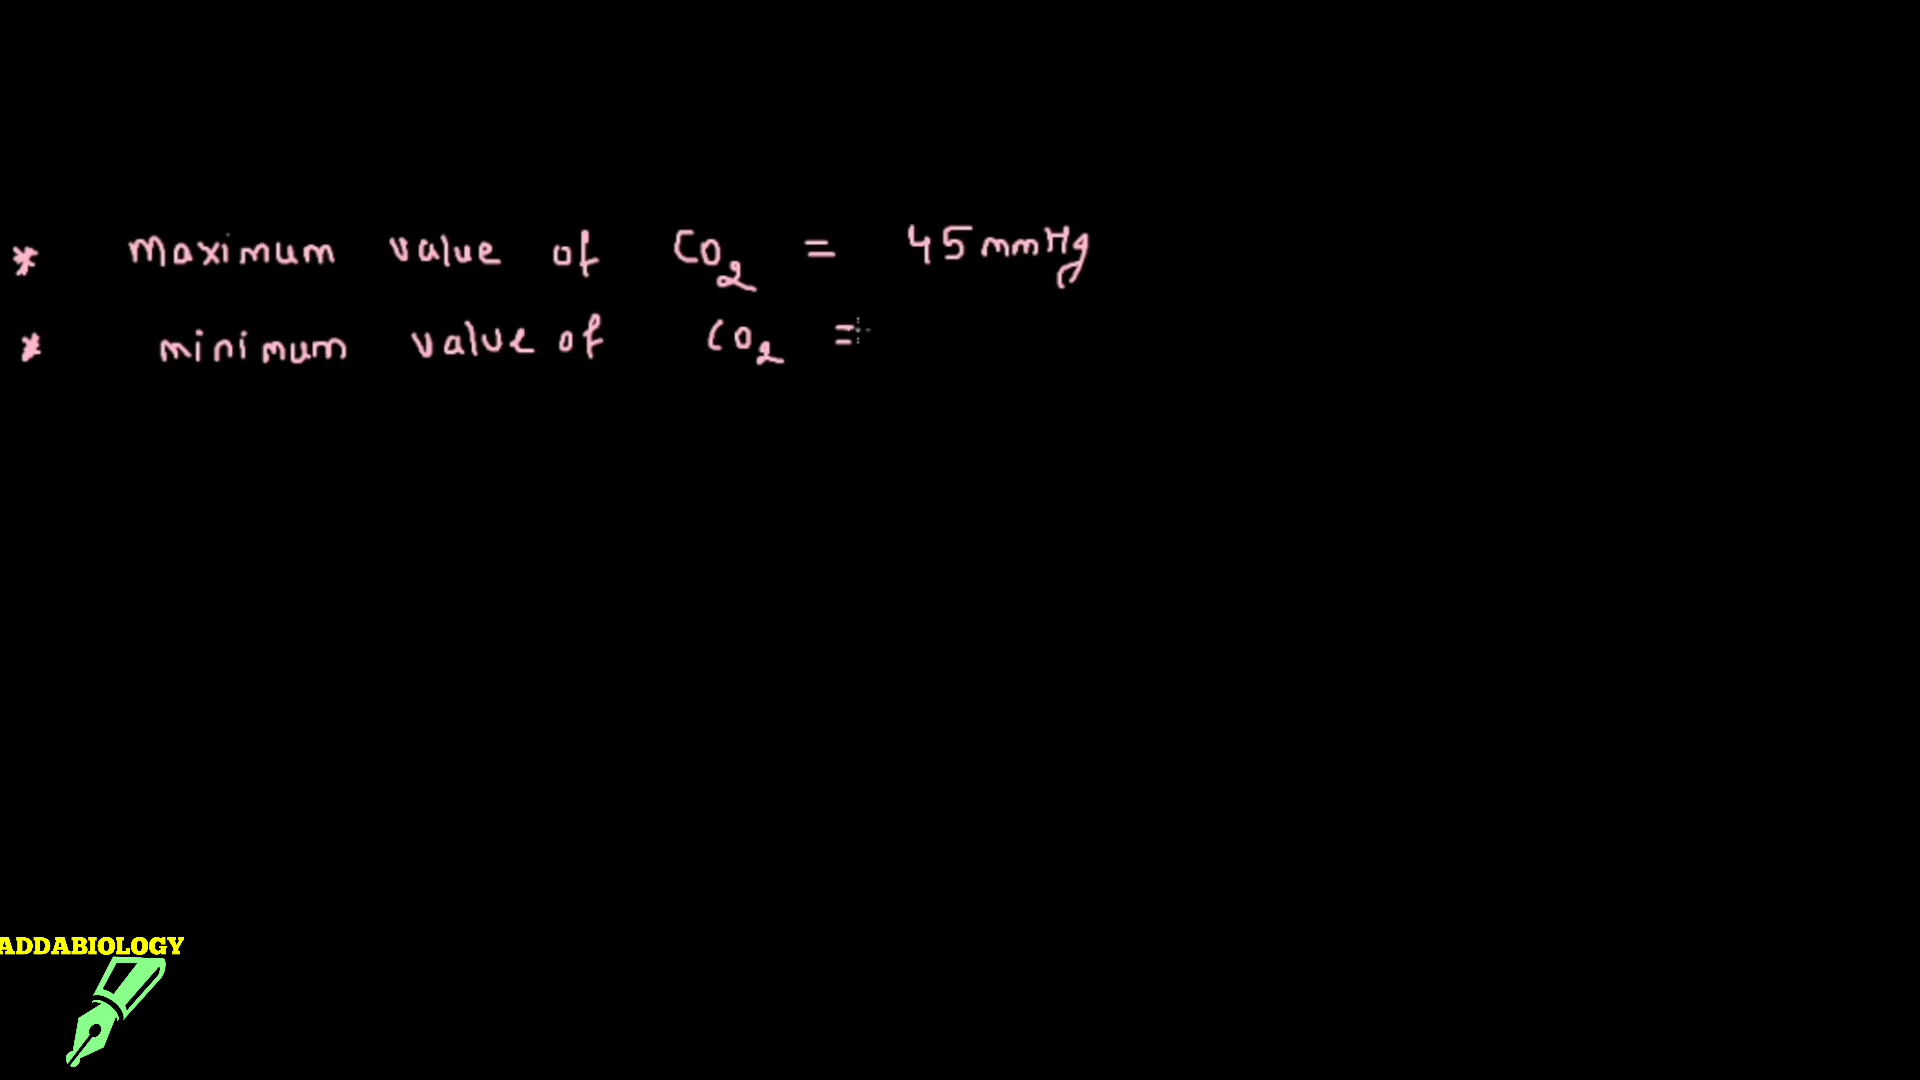 * maximum value of CO₂ = 45 mmHg
* minimum value of CO₂ =
ADDABIOLOGY